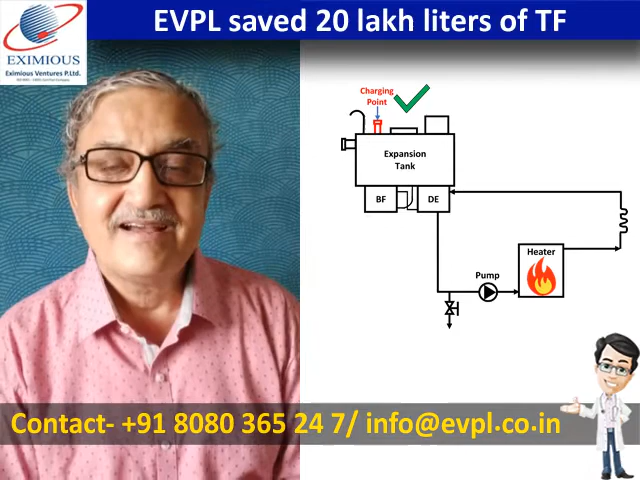 EVPL saved 20 lakh liters of TF
EXIMIOUS
Eximious Ventures P.Ltd.
Charging
Point
Expansion
Tank
BF
DE
Heater
Pump
Contact- +91 8080 365 24 7/ info@evpl.co.in